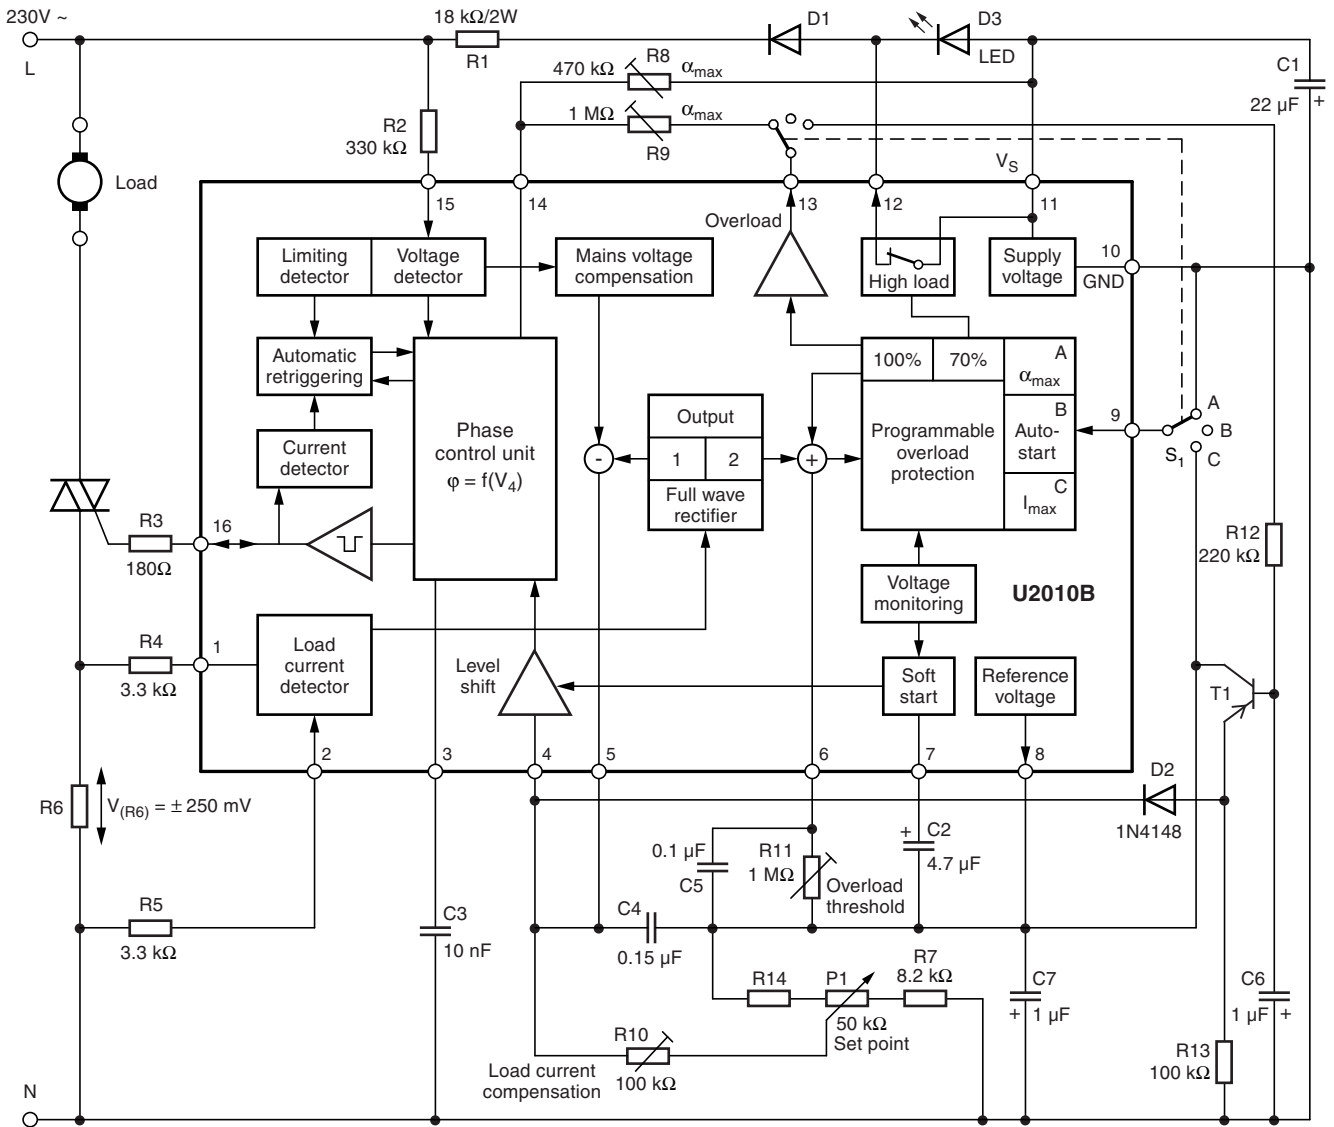 230V ~
L
18 kΩ/2W
R1
D1
D3
LED
C1
22 µF
+
470 kΩ
R8
αmax
1 MΩ
R9
αmax
R2
330 kΩ
VS
Load
15
14
13
12
11
10
GND
Overload
Limiting
detector
Voltage
detector
Mains voltage
compensation
High load
Supply
voltage
Automatic
retriggering
100%
70%
A
αmax
Phase
control unit
φ = f(V4)
Current
detector
Output
1
2
Full wave
rectifier
-
+
Programmable
overload
protection
B
Auto-
start
C
Imax
9
A
B
C
S1
R3
180Ω
16
R12
220 kΩ
Voltage
monitoring
U2010B
R4
3.3 kΩ
1
Load
current
detector
Level
shift
Soft
start
Reference
voltage
T1
2
3
4
5
6
7
8
D2
1N4148
R6
V(R6) = ± 250 mV
0.1 µF
C5
R11
1 MΩ
Overload
threshold
+
C2
4.7 µF
R5
3.3 kΩ
C3
10 nF
C4
0.15 µF
R14
P1
50 kΩ
Set point
R7
8.2 kΩ
C7
+
1 µF
C6
1 µF
+
R10
100 kΩ
Load current
compensation
R13
100 kΩ
N